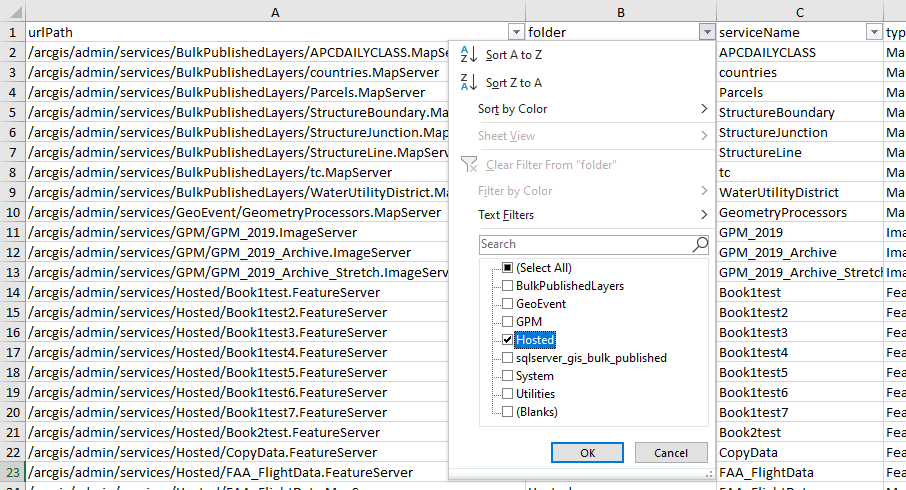 A B C
1 urlPath folder serviceName typ
2 /arcgis/admin/services/BulkPublishedLayers/APCDAILYCLASS.MapSe APCDAILYCLASS Ma
3 /arcgis/admin/services/BulkPublishedLayers/countries.MapServer countries Ma
4 /arcgis/admin/services/BulkPublishedLayers/Parcels.MapServer Parcels Ma
5 /arcgis/admin/services/BulkPublishedLayers/StructureBoundary.M StructureBoundary Ma
6 /arcgis/admin/services/BulkPublishedLayers/StructureJunction.Ma StructureJunction Ma
7 /arcgis/admin/services/BulkPublishedLayers/StructureLine.MapSer StructureLine Ma
8 /arcgis/admin/services/BulkPublishedLayers/tc.MapServer tc Ma
9 /arcgis/admin/services/BulkPublishedLayers/WaterUtilityDistrict.M WaterUtilityDistrict Ma
10 /arcgis/admin/services/GeoEvent/GeometryProcessors.MapServer GeometryProcessors Ma
11 /arcgis/admin/services/GPM/GPM_2019.ImageServer GPM_2019 Ima
12 /arcgis/admin/services/GPM/GPM_2019_Archive.ImageServer GPM_2019_Archive Ima
13 /arcgis/admin/services/GPM/GPM_2019_Archive_Stretch.ImageServ GPM_2019_Archive_Stretch Ima
14 /arcgis/admin/services/Hosted/Book1test.FeatureServer Book1test Fea
15 /arcgis/admin/services/Hosted/Book1test2.FeatureServer Book1test2 Fea
16 /arcgis/admin/services/Hosted/Book1test3.FeatureServer Book1test3 Fea
17 /arcgis/admin/services/Hosted/Book1test4.FeatureServer Book1test4 Fea
18 /arcgis/admin/services/Hosted/Book1test5.FeatureServer Book1test5 Fea
19 /arcgis/admin/services/Hosted/Book1test6.FeatureServer Book1test6 Fea
20 /arcgis/admin/services/Hosted/Book1test7.FeatureServer Book1test7 Fea
21 /arcgis/admin/services/Hosted/Book2test.FeatureServer Book2test Fea
22 /arcgis/admin/services/Hosted/CopyData.FeatureServer CopyData Fea
23 /arcgis/admin/services/Hosted/FAA_FlightData.FeatureServer FAA_FlightData Fea
Sort A to Z
Sort Z to A
Sort by Color
Sheet View
Clear Filter From "folder"
Filter by Color
Text Filters
Search
(Select All)
BulkPublishedLayers
GeoEvent
GPM
Hosted
sqlserver_gis_bulk_published
System
Utilities
(Blanks)
OK Cancel